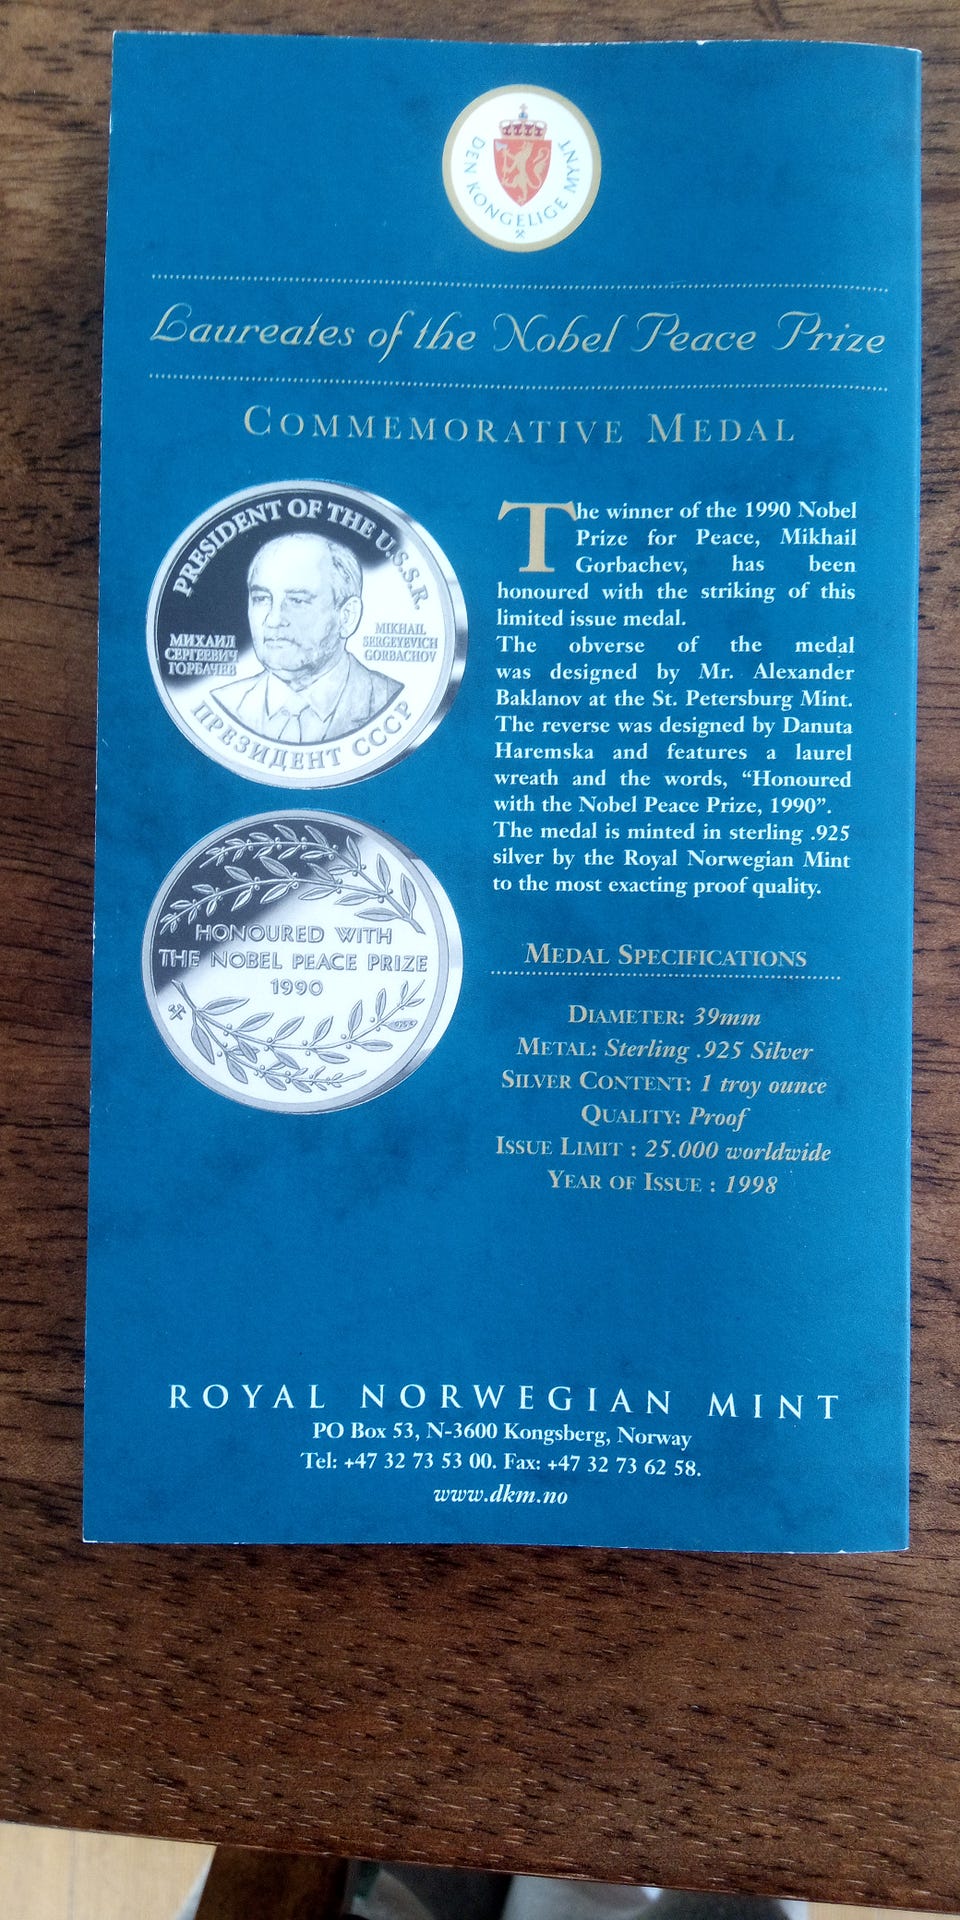 DEN KONGELIGE MYNT
Laureates of the Nobel Peace Prize
COMMEMORATIVE MEDAL
PRESIDENT OF THE U.S.S.R.
МИХАИЛ
СЕРГЕЕВИЧ
ГОРБАЧЕВ
MIKHAIL
SERGEYEVICH
GORBACHOV
ПРЕЗИДЕНТ СССР
HONOURED WITH
THE NOBEL PEACE PRIZE
1990
925 S
The winner of the 1990 Nobel
Prize for Peace, Mikhail
Gorbachev, has been
honoured with the striking of this
limited issue medal.
The obverse of the medal
was designed by Mr. Alexander
Baklanov at the St. Petersburg Mint.
The reverse was designed by Danuta
Haremska and features a laurel
wreath and the words, “Honoured
with the Nobel Peace Prize, 1990”.
The medal is minted in sterling .925
silver by the Royal Norwegian Mint
to the most exacting proof quality.
MEDAL SPECIFICATIONS
DIAMETER: 39mm
METAL: Sterling .925 Silver
SILVER CONTENT: 1 troy ounce
QUALITY: Proof
ISSUE LIMIT : 25.000 worldwide
YEAR OF ISSUE : 1998
ROYAL NORWEGIAN MINT
PO Box 53, N-3600 Kongsberg, Norway
Tel: +47 32 73 53 00. Fax: +47 32 73 62 58.
www.dkm.no